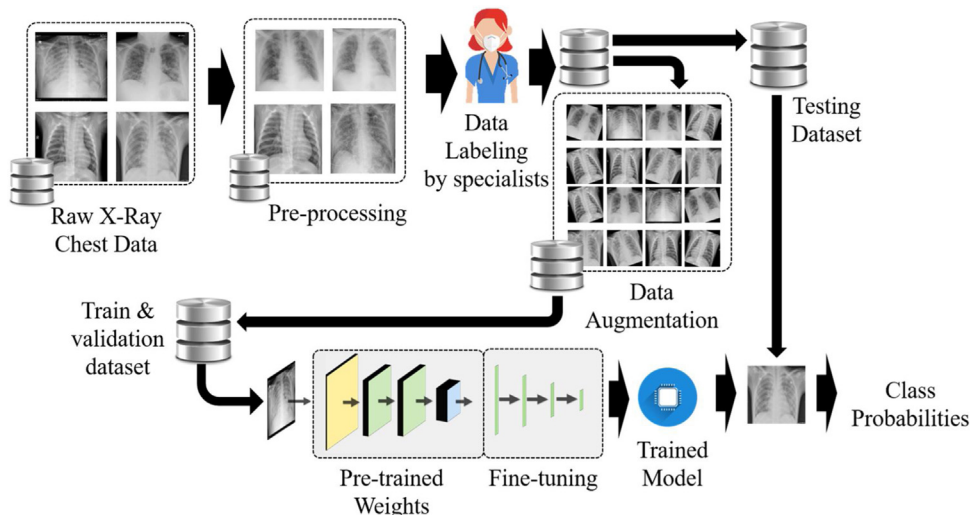 Raw X-Ray
Chest Data
Pre-processing
Data
Labeling
by specialists
Testing
Dataset
Data
Augmentation
Train &
validation
dataset
Pre-trained
Weights
Fine-tuning
Trained
Model
Class
Probabilities